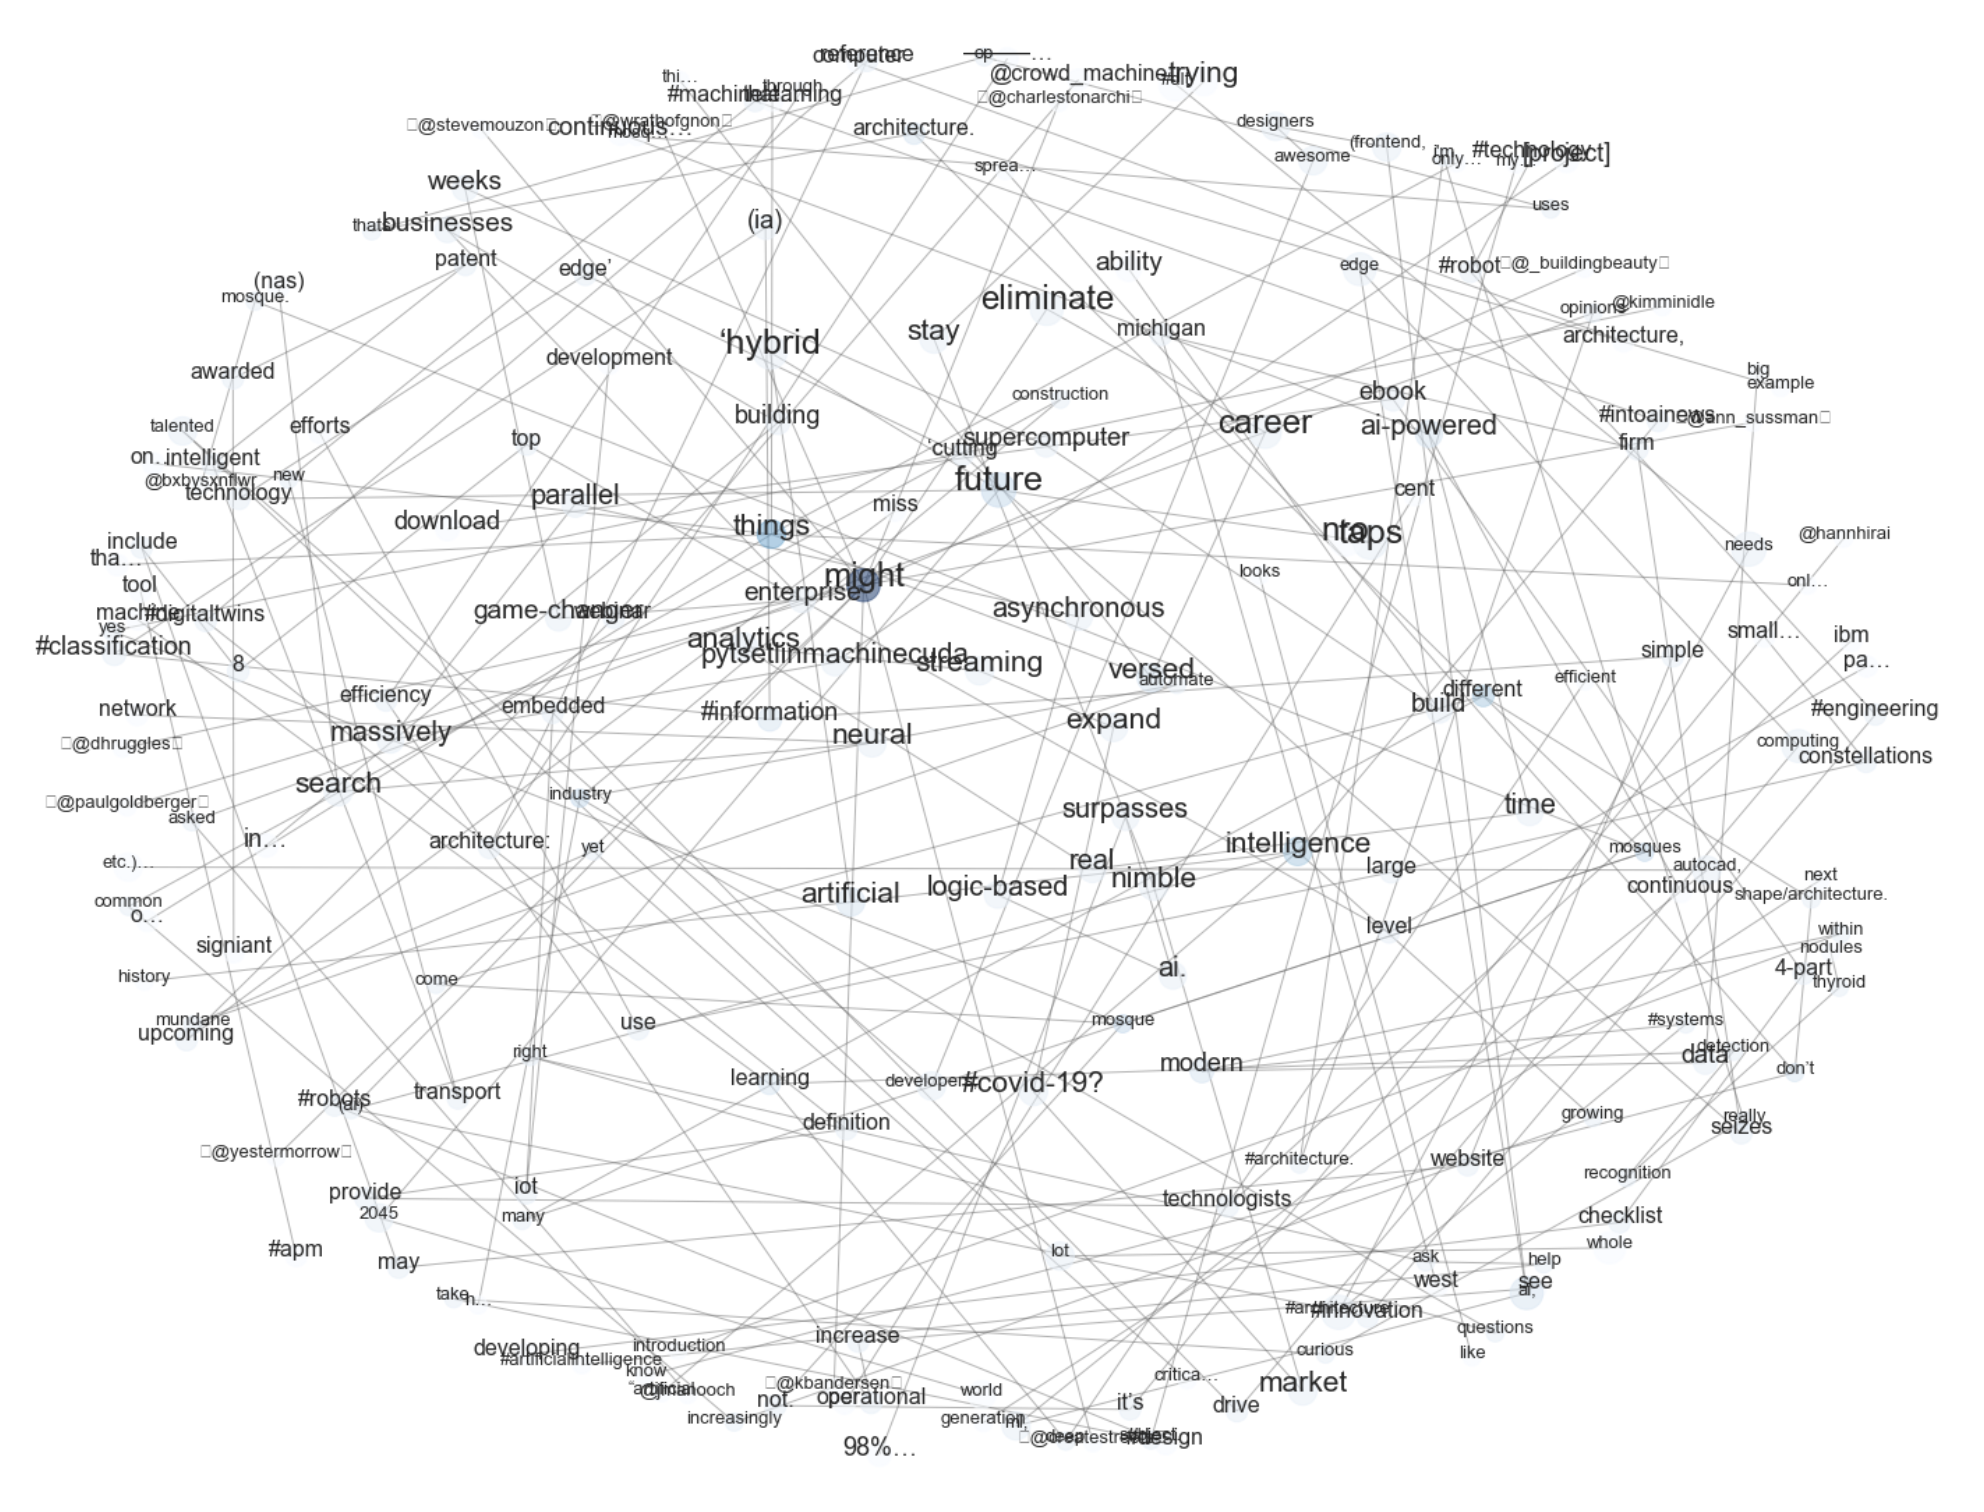 reference
computer
op
...
thi...
@crowd_machine
trying
through
#machinelearning
@charlestonarchi
@stevemouzon
@wrathofgnon
continuous...
mosq...
architecture.
designers
(frontend,
i'm
#technology
[project]
awesome
only...
my
sprea...
weeks
uses
businesses
thats
(ia)
patent
edge’
ability
edge
#robot
@_buildingbeauty
(nas)
mosque.
eliminate
opinions
@kimminidle
michigan
stay
architecture,
‘hybrid
development
awarded
big
example
ebook
construction
building
career
ai-powered
#intoainews
@ann_sussman
talented
efforts
top
‘cutting
supercomputer
firm
on...
intelligent
new
@bxbysxnflwr
technology
future
cent
parallel
miss
download
things
nro
taps
@hannhirai
include
needs
tha...
looks
might
onl...
tool
enterprise
machine
#digitaltwins
game-changer
webinar
asynchronous
yes
analytics
small...
ibm
#classification
pytsetlinmachinecuda
streaming
simple
8
versed
pa...
automate
efficient
efficiency
different
network
embedded
#information
build
#engineering
expand
massively
neural
@dhruggles
computing
constellations
search
industry
@paulgoldberger
surpasses
time
asked
in...
architecture:
yet
intelligence
mosques
etc.)...
real
large
autocad,
next
nimble
logic-based
continuous
artificial
shape/architecture.
common
o...
level
within
signiant
nodules
history
come
ai.
4-part
thyroid
mundane
mosque
#systems
upcoming
use
right
detection
data
modern
don’t
learning
developer
#covid-19?
#robots
(ai)
transport
definition
growing
really
seizes
@yestermorrow
#architecture.
website
recognition
provide
iot
technologists
2045
many
checklist
#apm
lot
whole
may
ask
help
west
see
ai,
take
h...
#architecture
#innovation
increase
questions
developing
introduction
curious
like
#artificialintelligence
know
“artificial
@jmanooch
@kbandersen
critica...
market
world
not.
operational
it’s
drive
increasingly
generation
ml,
deep
#design
98%...